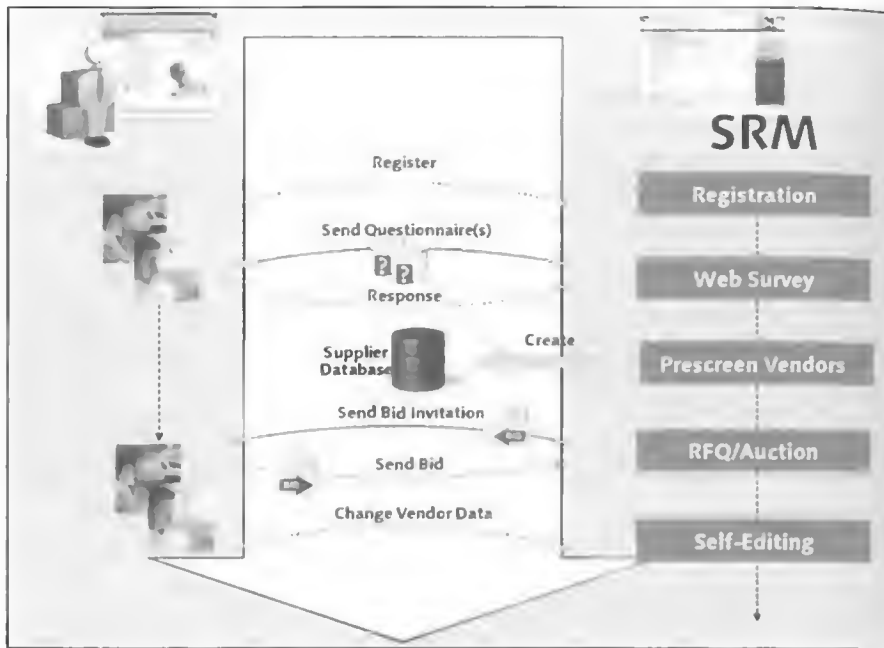 SRM
Register
Registration
Send Questionnaire(s)
? ?
Web Survey
Response
Create
Supplier
Database
Prescreen Vendors
Send Bid Invitation
RFQ/Auction
Send Bid
Change Vendor Data
Self-Editing